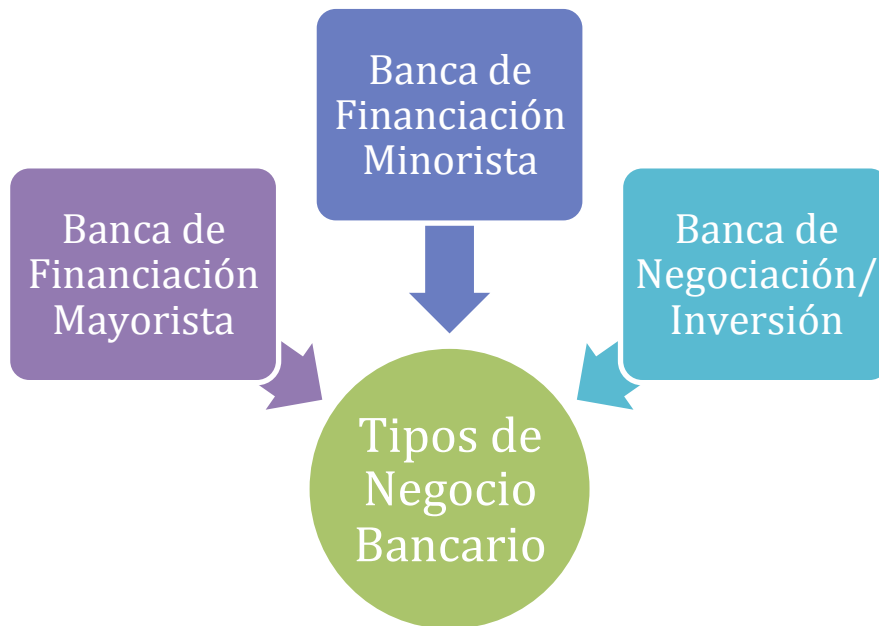 Banca de
Financiación
Minorista
Banca de
Financiación
Mayorista
Banca de
Negociación/
Inversión
Tipos de
Negocio
Bancario